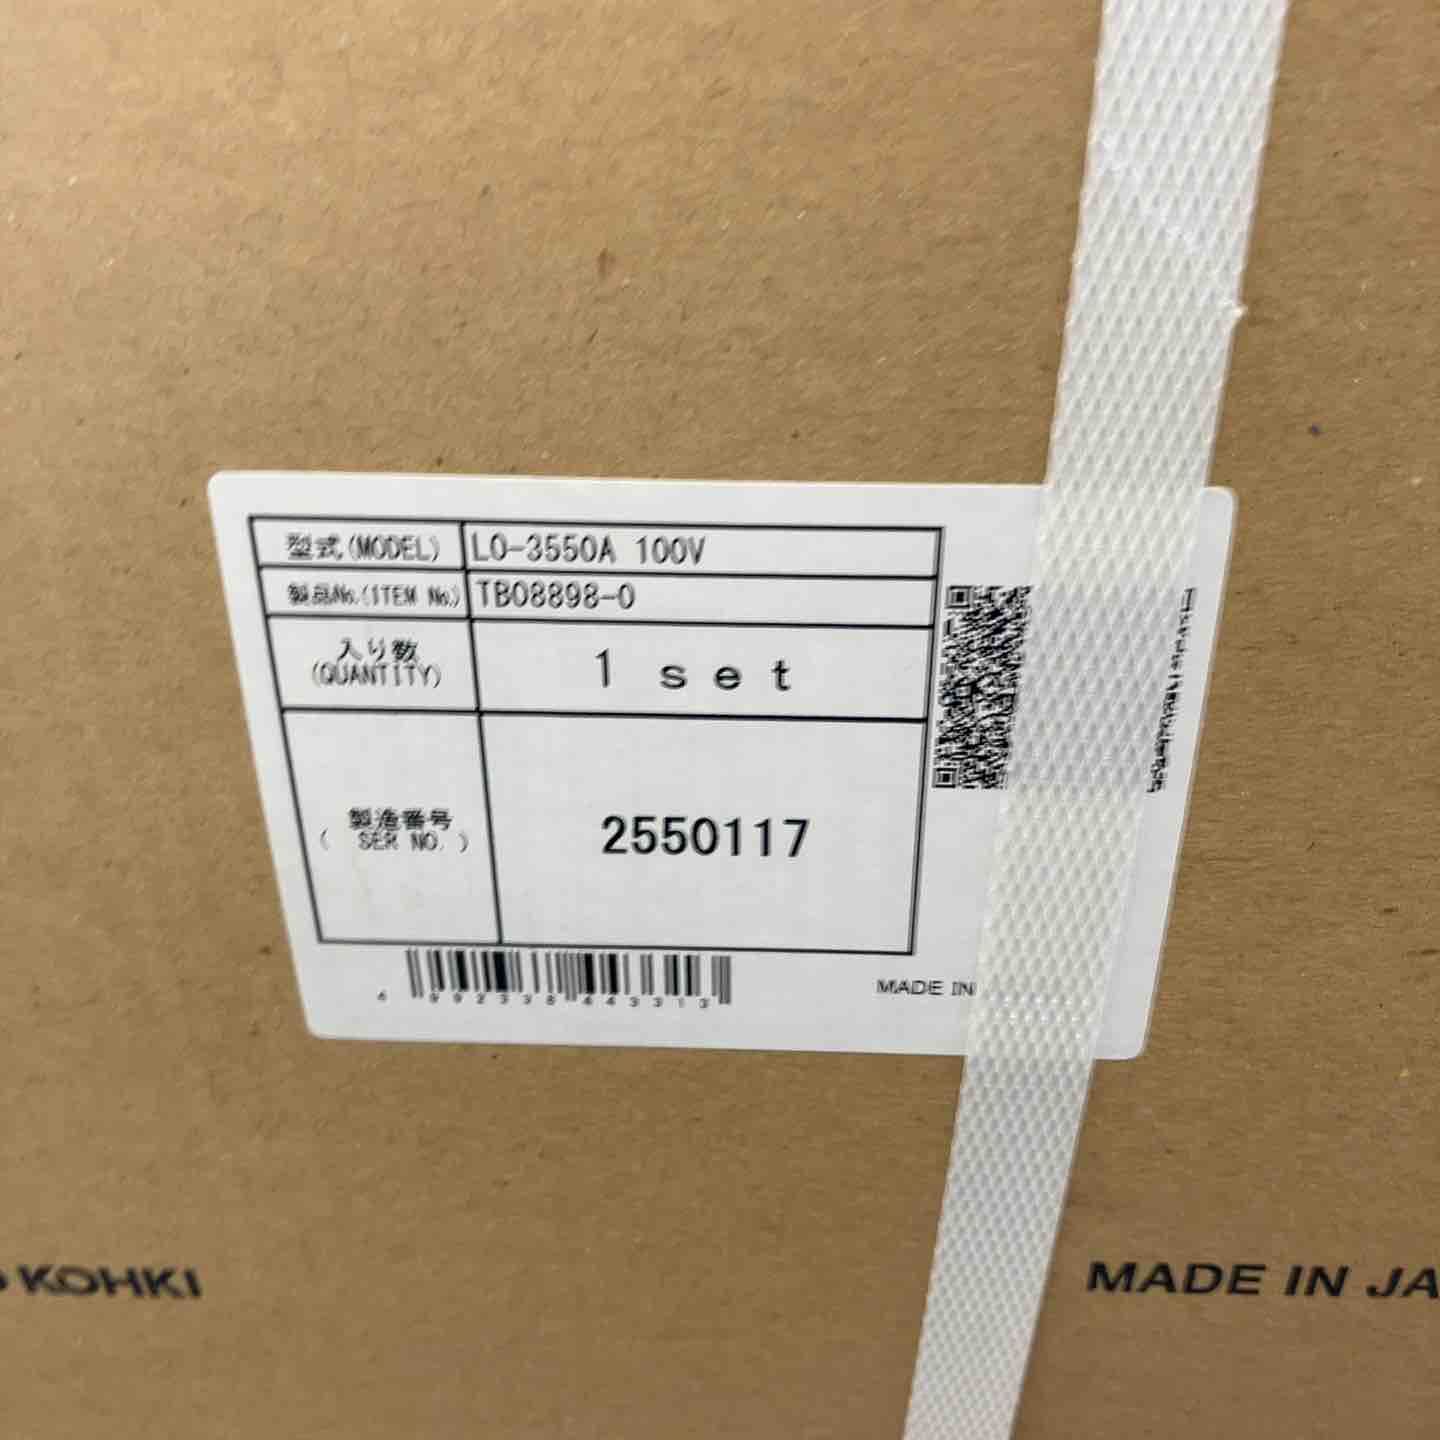 型式(MODEL) LO-3550A 100V
製品No.(ITEM No.) TB08898-0
入り数
(QUANTITY) 1 set
製造番号
( SER NO. ) 2550117
MADE IN
KOHKI
MADE IN JA